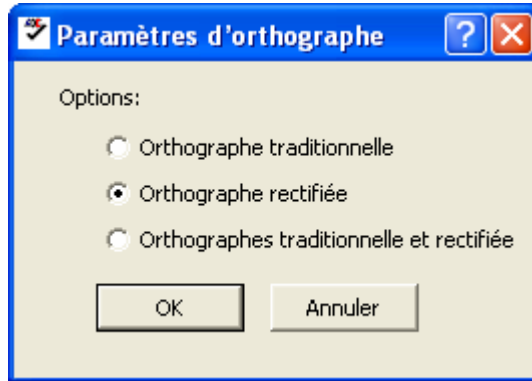 Paramètres d'orthographe
Options:
Orthographe traditionnelle
Orthographe rectifiée
Orthographes traditionnelle et rectifiée
OK Annuler